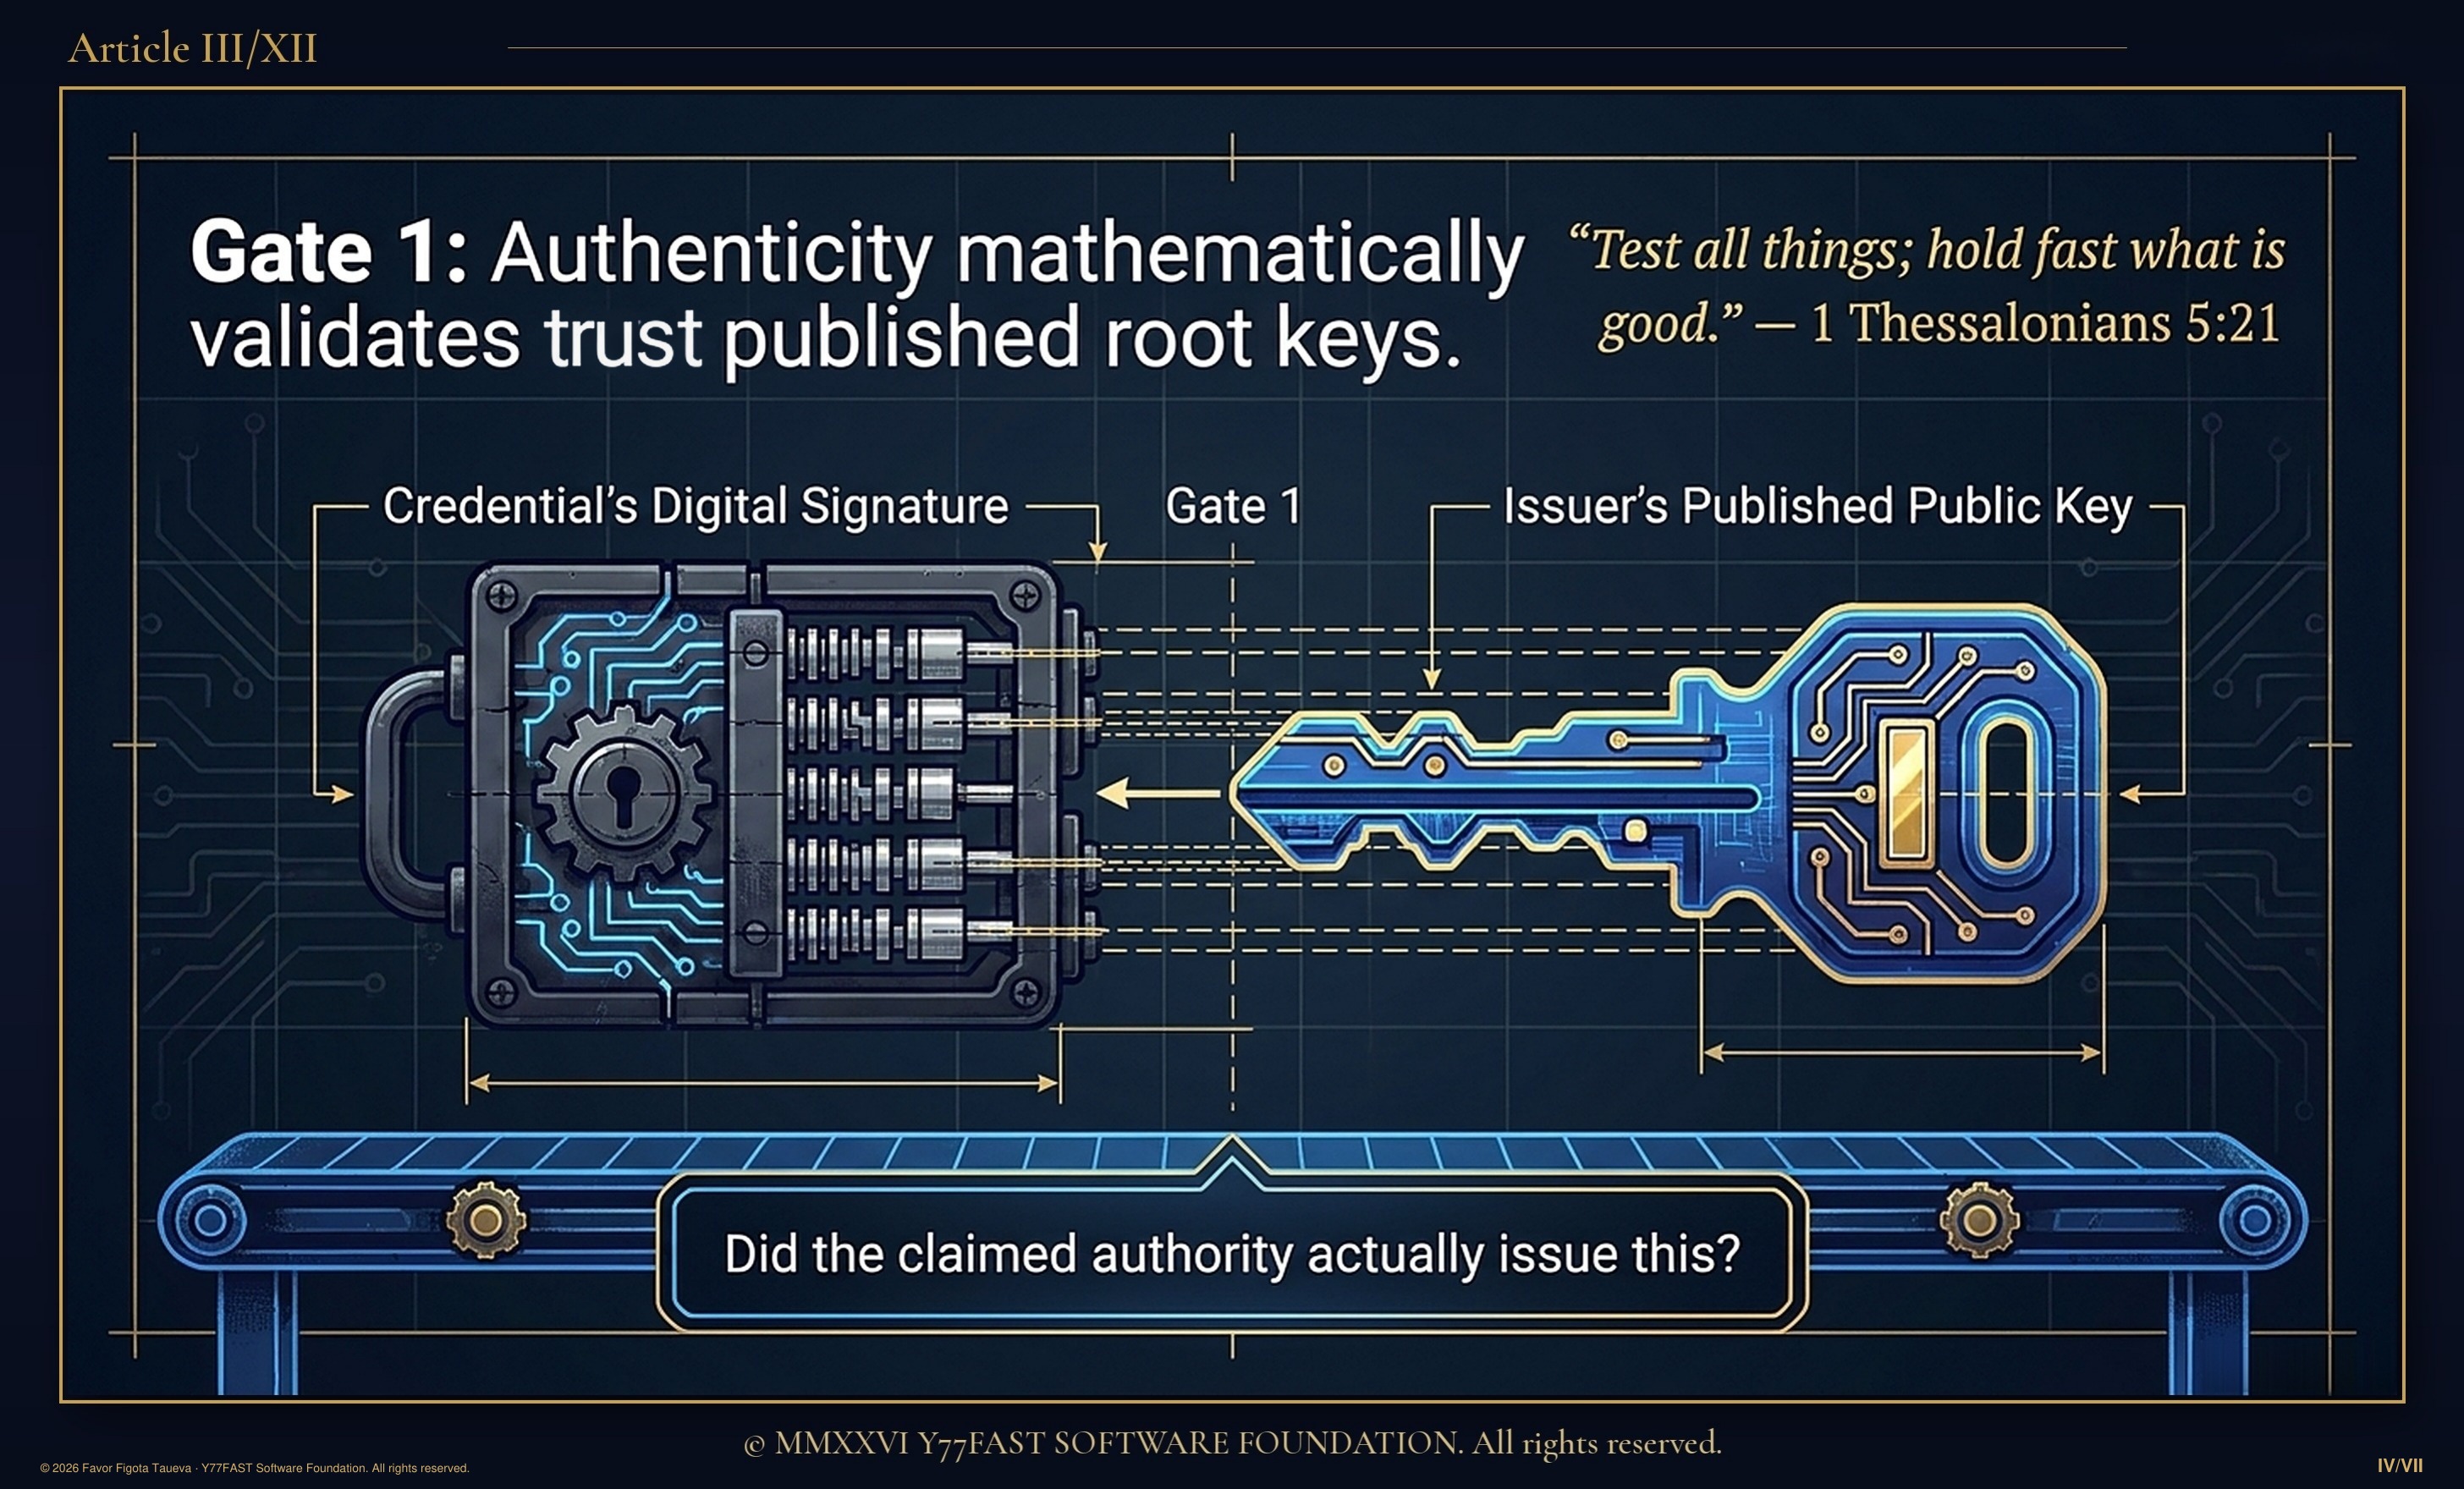 Article III/XII
Gate 1: Authenticity mathematically
validates trust published root keys.
“Test all things; hold fast what is
good.” — 1 Thessalonians 5:21
Credential’s Digital Signature
Gate 1
Issuer’s Published Public Key
Did the claimed authority actually issue this?
© MMXXVI Y77FAST SOFTWARE FOUNDATION. All rights reserved.
© 2026 Favor Figota Taueva · Y77FAST Software Foundation. All rights reserved.
IV/VII